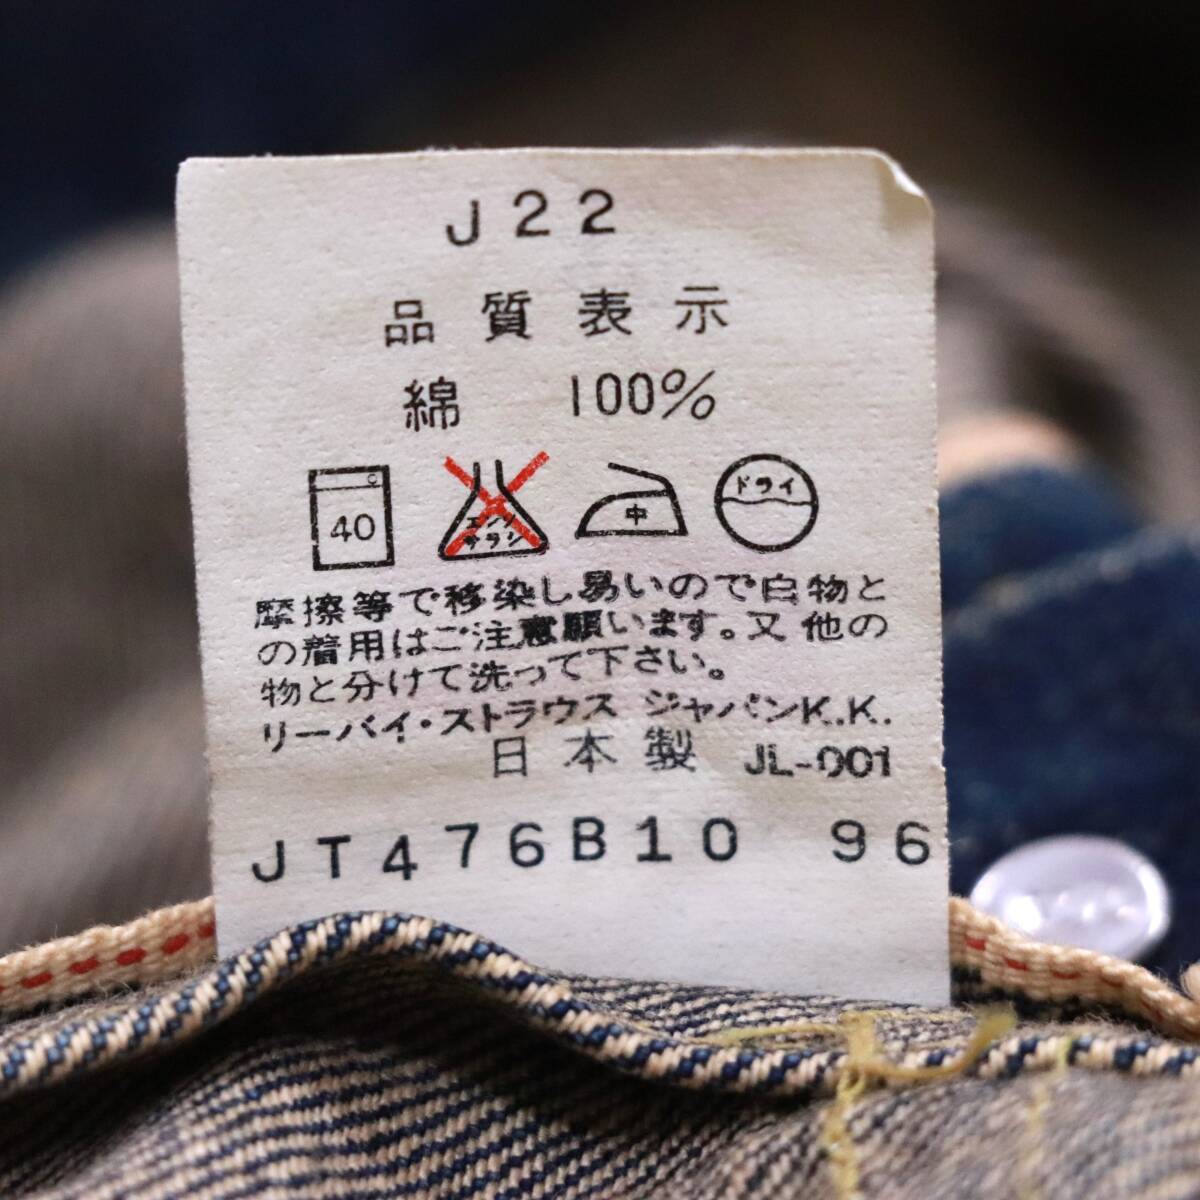 J22
品質表示
綿 100%
40 エンソ サラシ 中 ドライ
摩擦等で移染し易いので白物と
の着用はご注意願います。又他の
物と分けて洗って下さい。
リーバイ・ストラウス ジャパンK.K.
日本製 JL-001
JT476B10 96